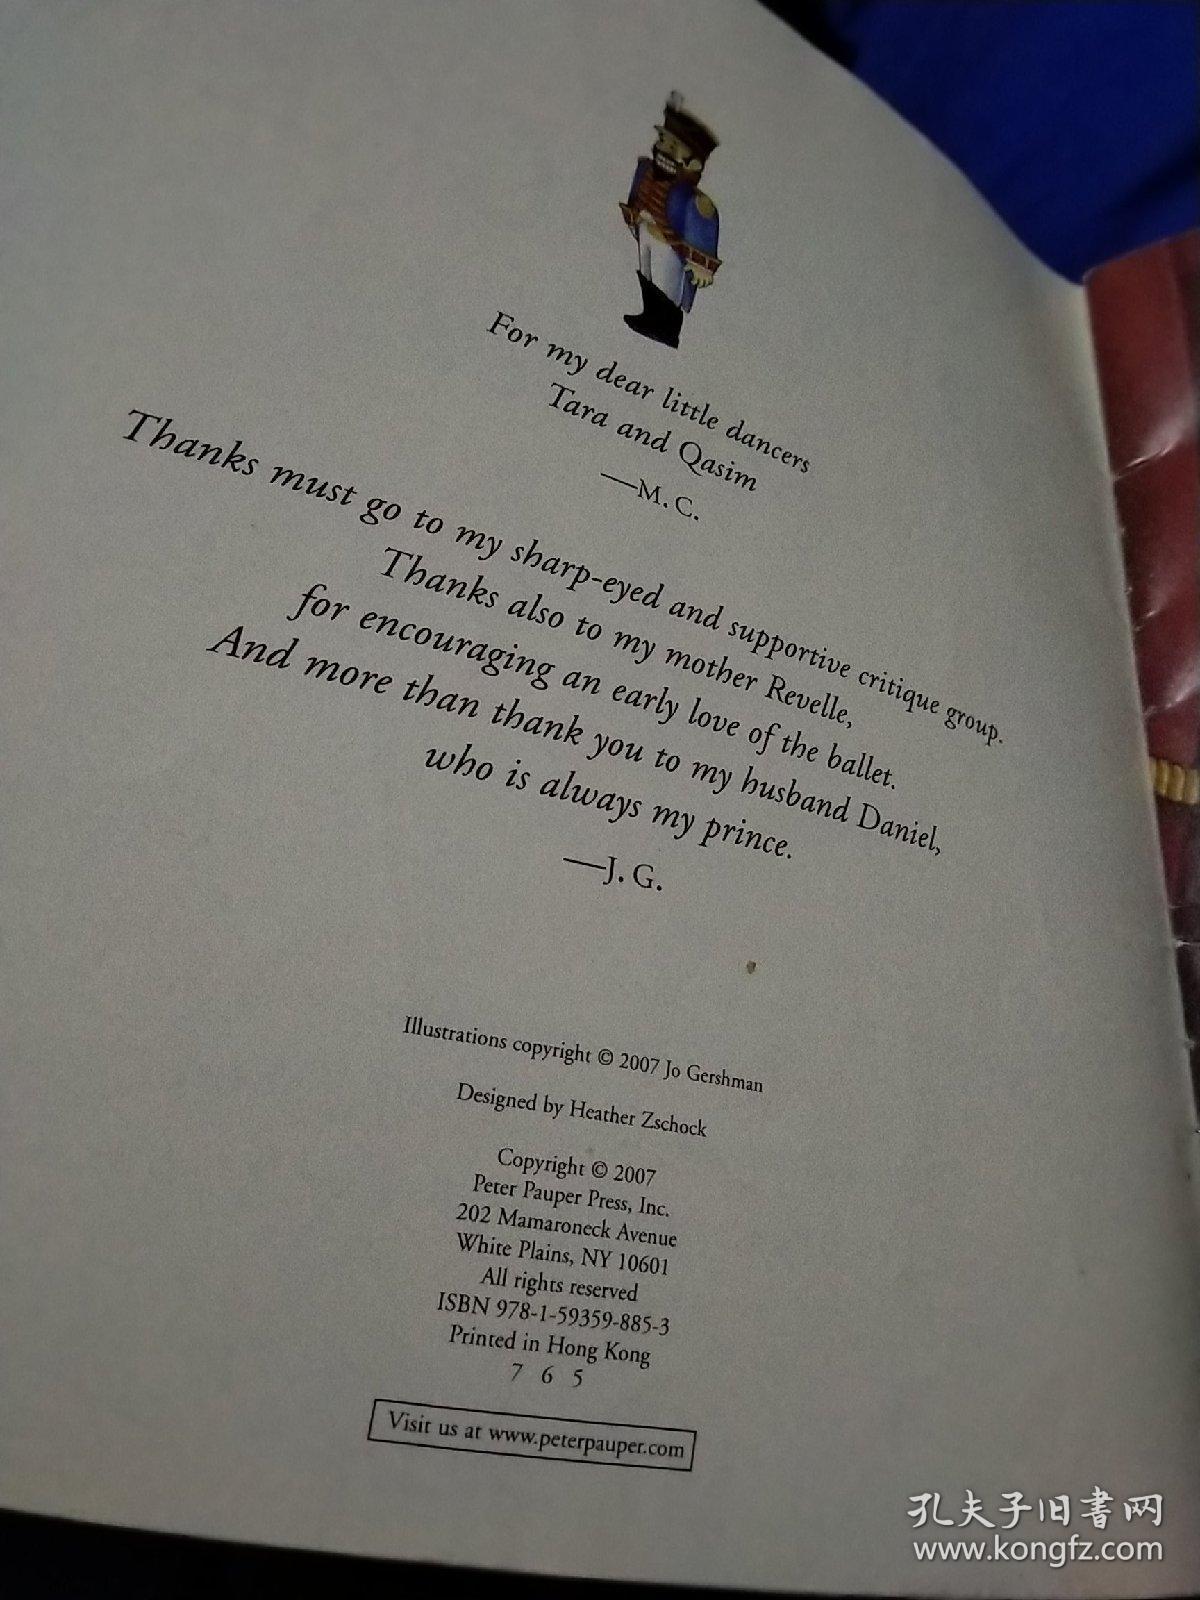 For my dear little dancers
Tara and Qasim
—M. C.
Thanks must go to my sharp-eyed and supportive critique group.
Thanks also to my mother Revelle,
for encouraging an early love of the ballet.
And more than thank you to my husband Daniel,
who is always my prince.
—J. G.
Illustrations copyright © 2007 Jo Gershman
Designed by Heather Zschock
Copyright © 2007
Peter Pauper Press, Inc.
202 Mamaroneck Avenue
White Plains, NY 10601
All rights reserved
ISBN 978-1-59359-885-3
Printed in Hong Kong
7 6 5
Visit us at www.peterpauper.com
孔夫子旧书网
www.kongfz.com